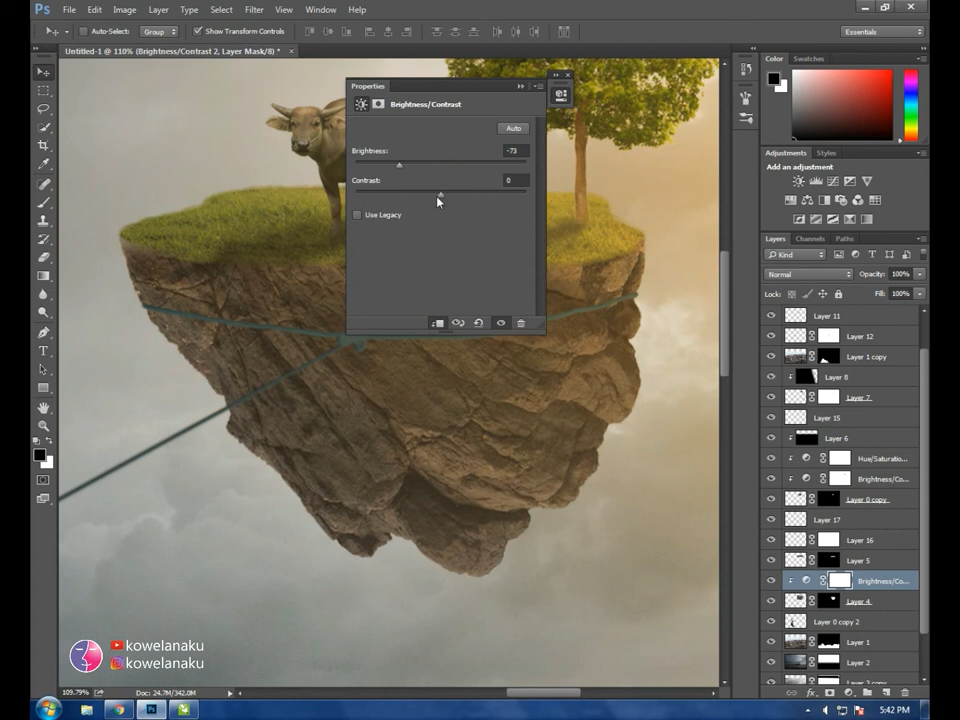 Ps File Edit Image Layer Type Select Filter View Window Help
Auto-Select: Group Show Transform Controls Essentials
Untitled-1 @ 110% (Brightness/Contrast 2, Layer Mask/8) *
Color Swatches
Properties
Brightness/Contrast
Auto
Brightness: -73
Contrast: 0
Use Legacy
Adjustments Styles
Add an adjustment
Layers Channels Paths
Kind
Normal Opacity: 100%
Lock: Fill: 100%
Layer 11
Layer 12
Layer 1 copy
Layer 8
Layer 7
Layer 15
Layer 6
Hue/Saturatio...
Brightness/Co...
Layer 0 copy
Layer 17
Layer 16
Layer 5
Brightness/Co...
Layer 4
Layer 0 copy 2
Layer 1
Layer 2
Layer 2 copy
kowelanaku
kowelanaku
109.79% Doc: 24.7M/342.0M
5:42 PM